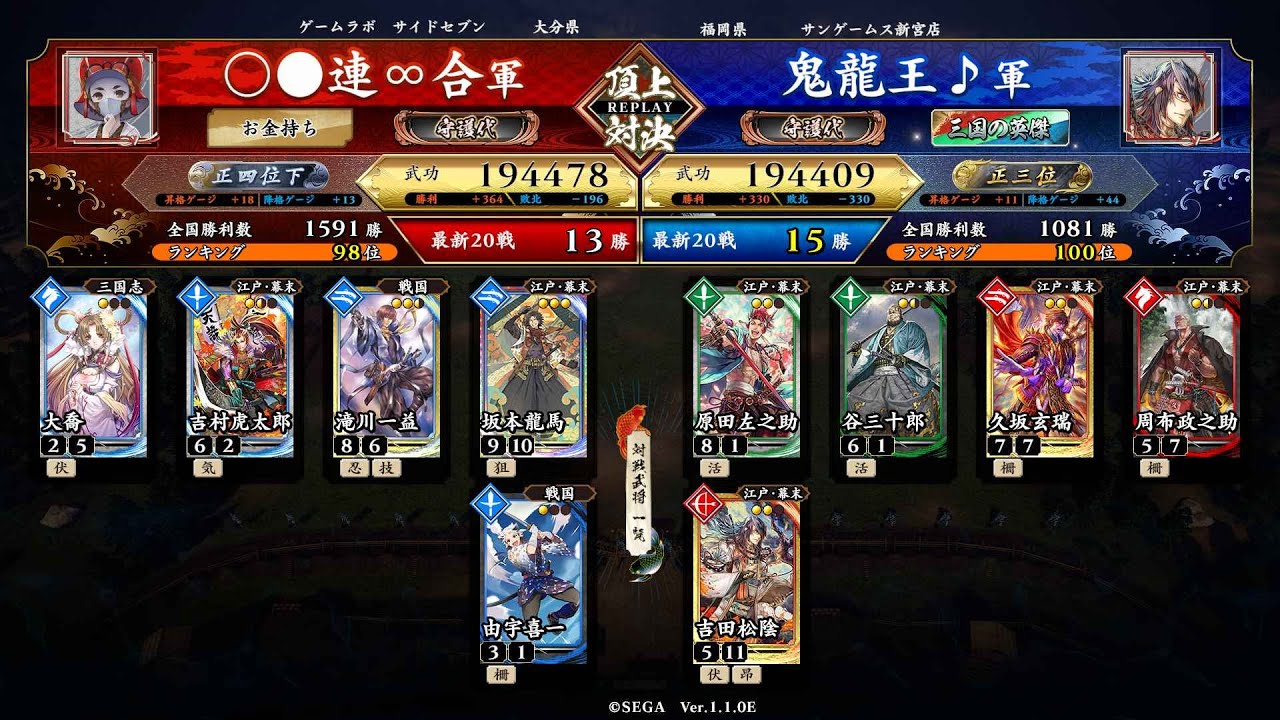 ゲームラボ　サイドセブン　大分県
福岡県　サンゲームス新宮店
○●連∞合軍
頂上
REPLAY
対決
鬼龍王♪軍
お金持ち
守護代
守護代
三国の英傑
正四位下
武功 194478
武功 194409
正三位
昇格ゲージ +18 降格ゲージ +13
勝利 +364 敗北 -196
勝利 +330 敗北 -330
昇格ゲージ +11 降格ゲージ +44
全国勝利数 1591勝
ランキング 98位
最新20戦 13勝
最新20戦 15勝
全国勝利数 1081勝
ランキング 100位
三国志
江戸・幕末
戦国
江戸・幕末
江戸・幕末
江戸・幕末
江戸・幕末
江戸・幕末
大喬
吉村虎太郎
滝川一益
坂本龍馬
原田左之助
谷三十郎
久坂玄瑞
周布政之助
2 5
6 2
8 6
9 10
8 1
6 1
7 7
5 7
伏
気
忍 技
狙
活
活
柵
柵
対戦武将一覧
戦国
江戸・幕末
由宇喜一
吉田松陰
3 1
5 11
柵
伏 昂
©SEGA Ver.1.1.0E